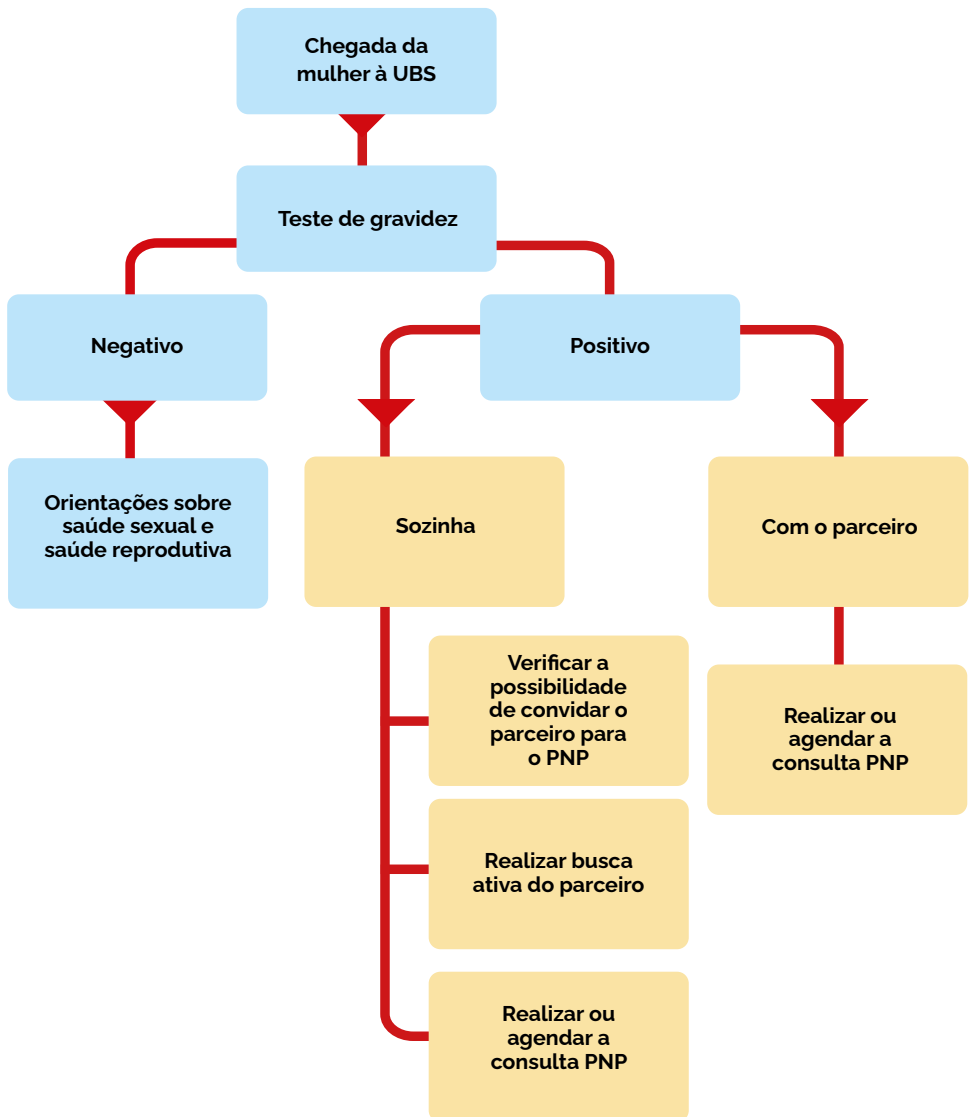 Chegada da
mulher à UBS
Teste de gravidez
Negativo
Positivo
Orientações sobre
saúde sexual e
saúde reprodutiva
Sozinha
Com o parceiro
Verificar a
possibilidade
de convidar o
parceiro para
o PNP
Realizar ou
agendar a
consulta PNP
Realizar busca
ativa do parceiro
Realizar ou
agendar a
consulta PNP